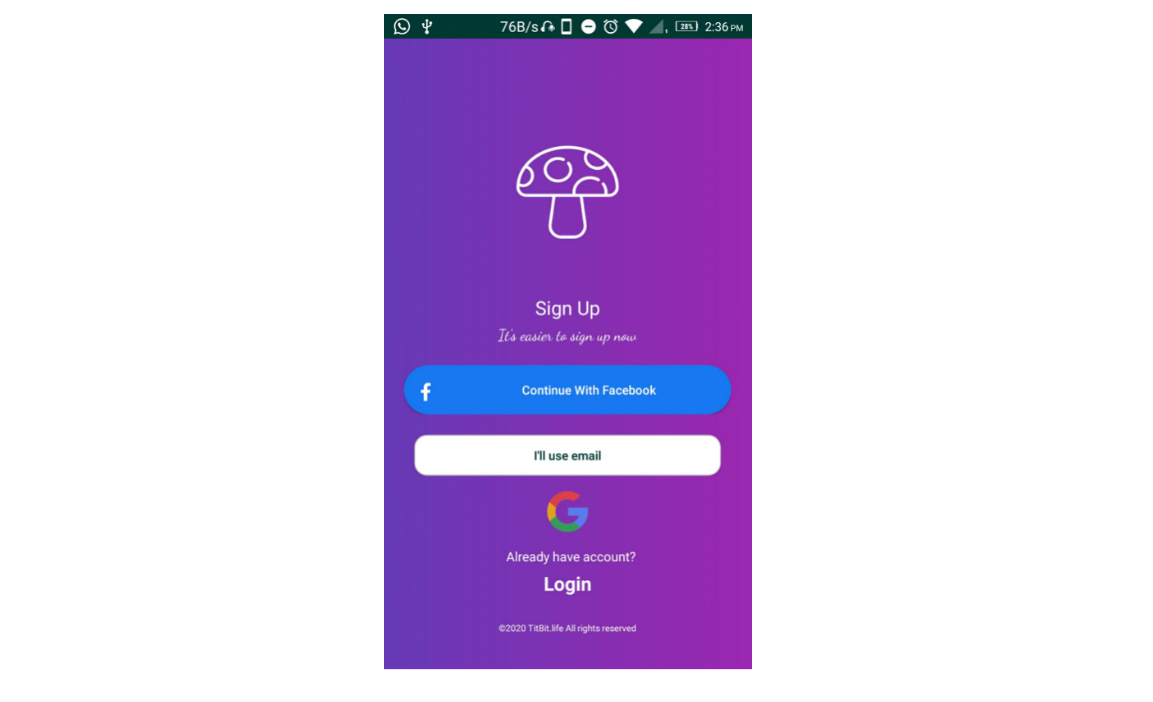 76B/s 28% 2:36 PM
Sign Up
It's easier to sign up now
f Continue With Facebook
I'll use email
G
Already have account?
Login
©2020 TitBit.life All rights reserved